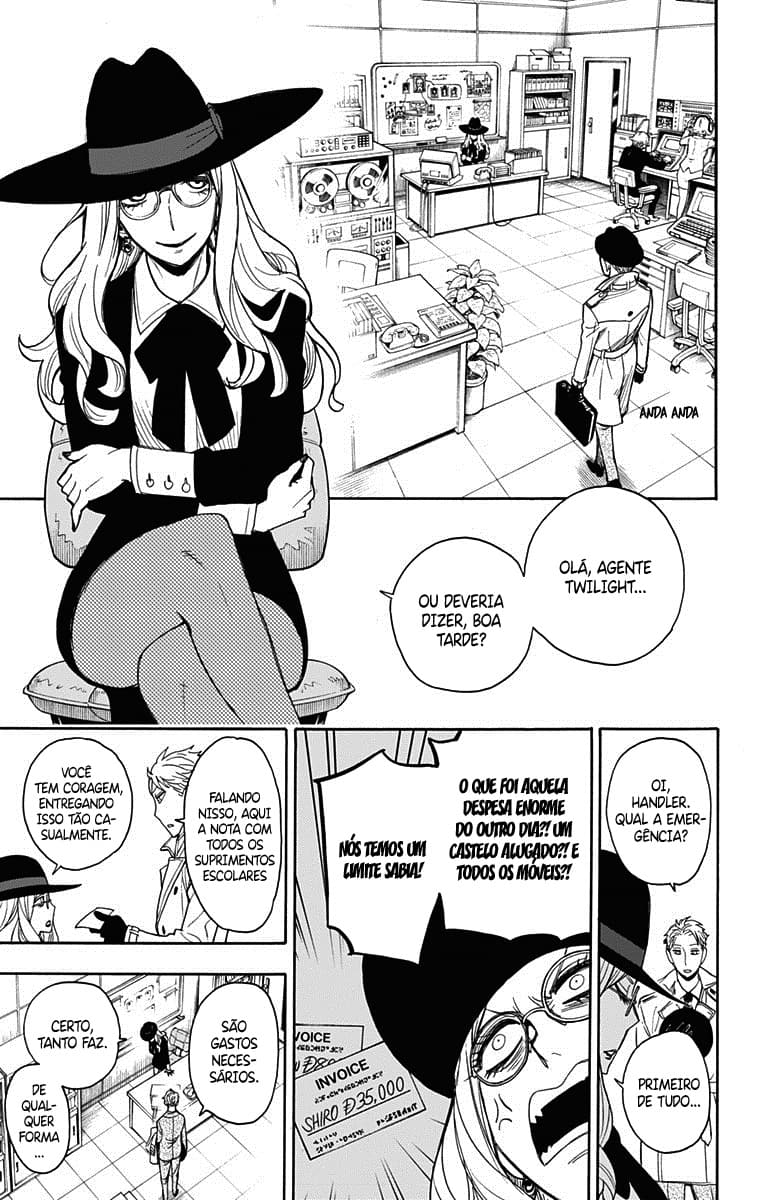 ANDA ANDA
OLÁ, AGENTE
TWILIGHT...
OU DEVERIA
DIZER, BOA
TARDE?
OI,
HANDLER.
QUAL A EMER-
GÊNCIA?
PRIMEIRO
DE TUDO...
O QUE FOI AQUELA
DESPESA ENORME
DO OUTRO DIA?! UM
CASTELO ALUGADO?! E
TODOS OS MÓVEIS?!
NÓS TEMOS UM
LIMITE SABIA!
INVOICE
INVOICE
SHIRO Đ35,000
FALANDO
NISSO, AQUI
A NOTA COM
TODOS OS
SUPRIMENTOS
ESCOLARES
VOCÊ
TEM CORAGEM,
ENTREGANDO
ISSO TÃO CA-
SUALMENTE.
SÃO
GASTOS
NECES-
SÁRIOS.
CERTO,
TANTO FAZ.
DE
QUAL-
QUER
FORMA
...